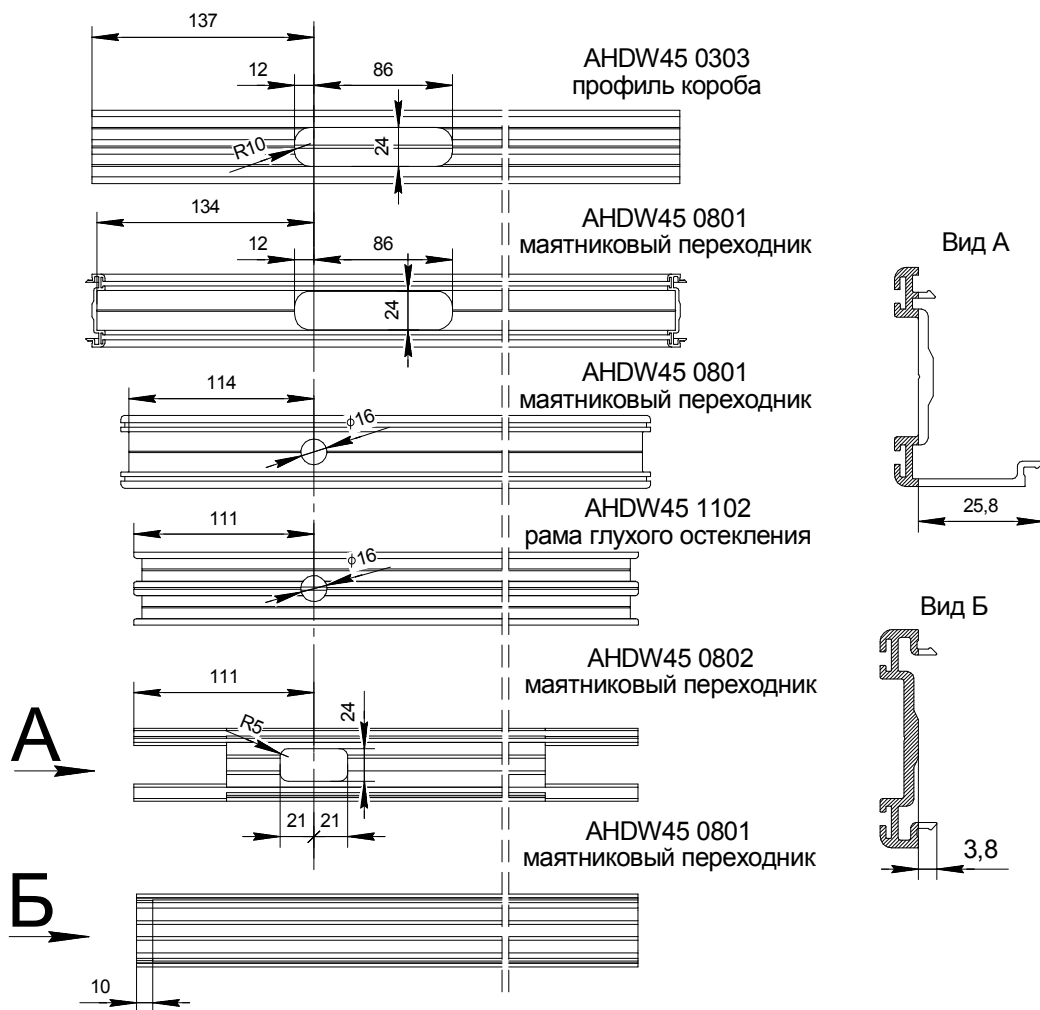 137
12
86
AHDW45 0303
профиль короба
R10
24
134
12
86
AHDW45 0801
маятниковый переходник
24
Вид А
114
ϕ16
AHDW45 0801
маятниковый переходник
25,8
111
ϕ16
AHDW45 1102
рама глухого остекления
Вид Б
111
R5
24
AHDW45 0802
маятниковый переходник
А
21
21
AHDW45 0801
маятниковый переходник
3,8
Б
10